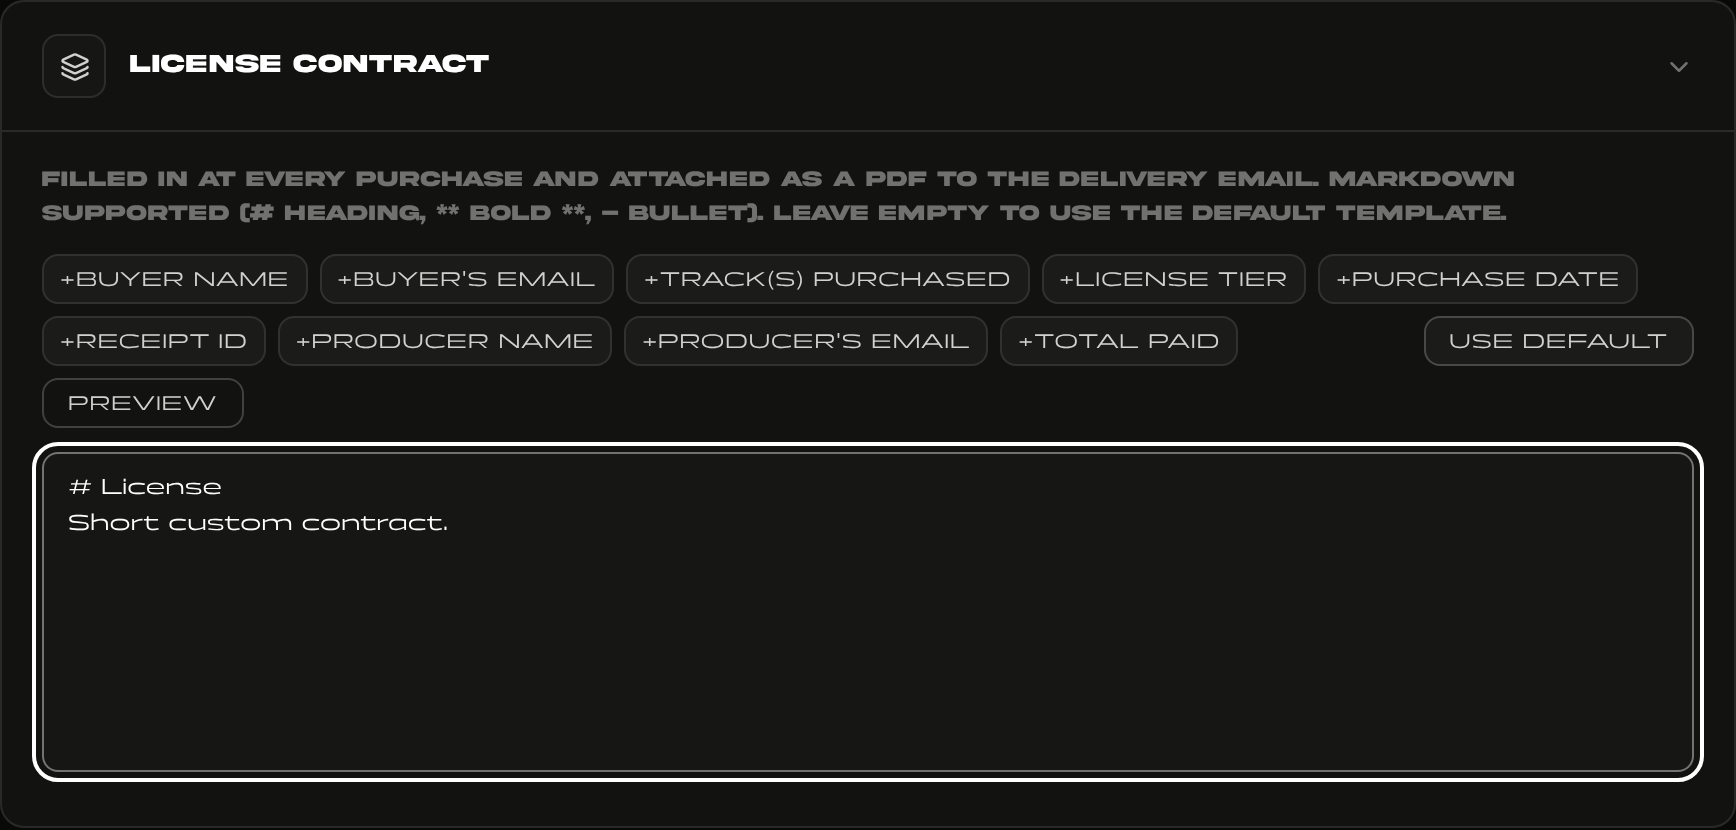 LICENSE CONTRACT
FILLED IN AT EVERY PURCHASE AND ATTACHED AS A PDF TO THE DELIVERY EMAIL. MARKDOWN
SUPPORTED (# HEADING, ** BOLD **, – BULLET). LEAVE EMPTY TO USE THE DEFAULT TEMPLATE.
+BUYER NAME +BUYER'S EMAIL +TRACK(S) PURCHASED +LICENSE TIER +PURCHASE DATE
+RECEIPT ID +PRODUCER NAME +PRODUCER'S EMAIL +TOTAL PAID USE DEFAULT
PREVIEW
# License
Short custom contract.